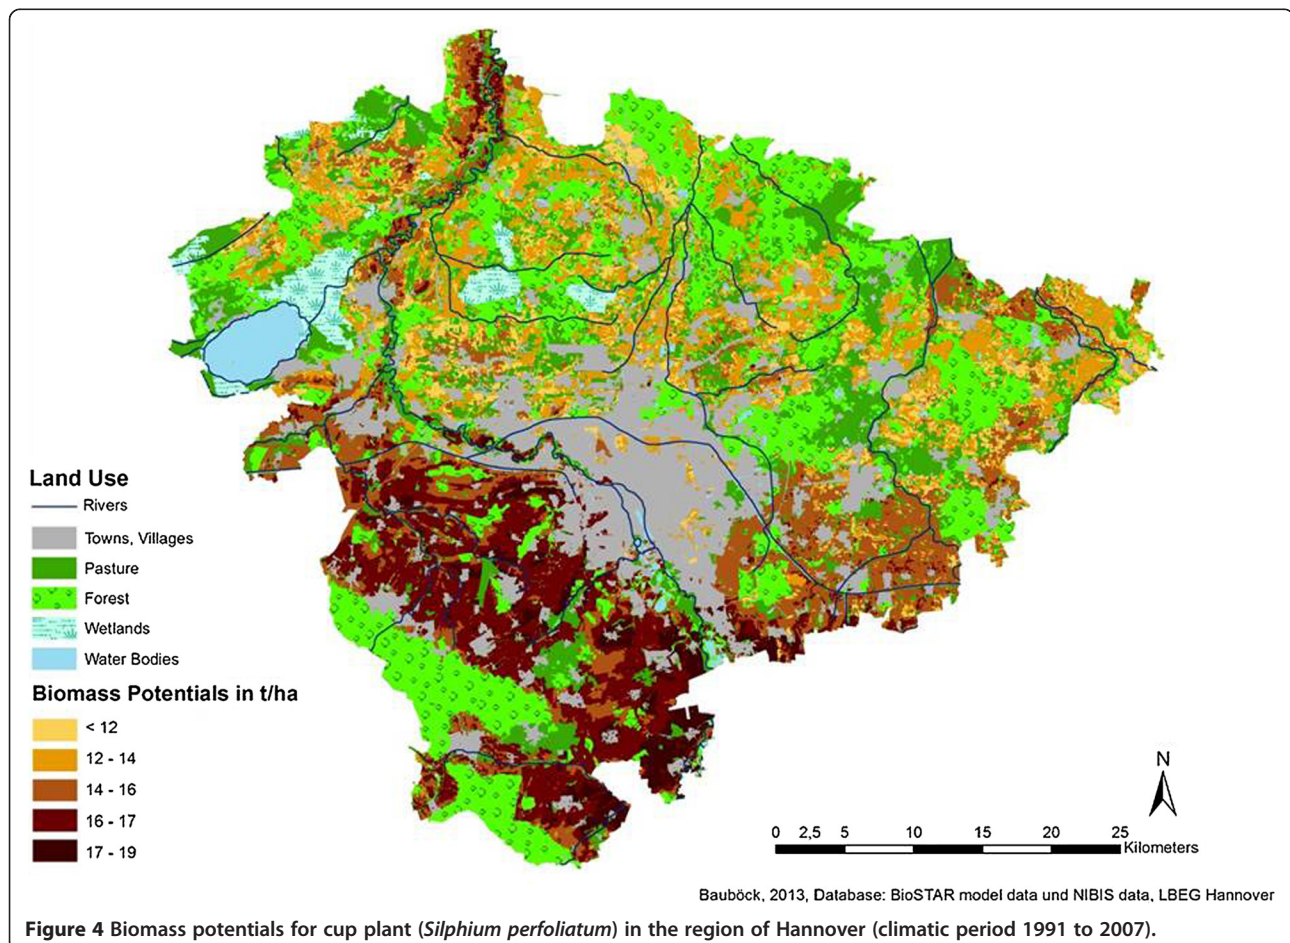 Land Use
Rivers
Towns, Villages
Pasture
Forest
Wetlands
Water Bodies
Biomass Potentials in t/ha
< 12
12 - 14
14 - 16
16 - 17
17 - 19
N
0 2,5 5 10 15 20 25
Kilometers
Bauböck, 2013, Database: BioSTAR model data und NIBIS data, LBEG Hannover
Figure 4 Biomass potentials for cup plant (Silphium perfoliatum) in the region of Hannover (climatic period 1991 to 2007).